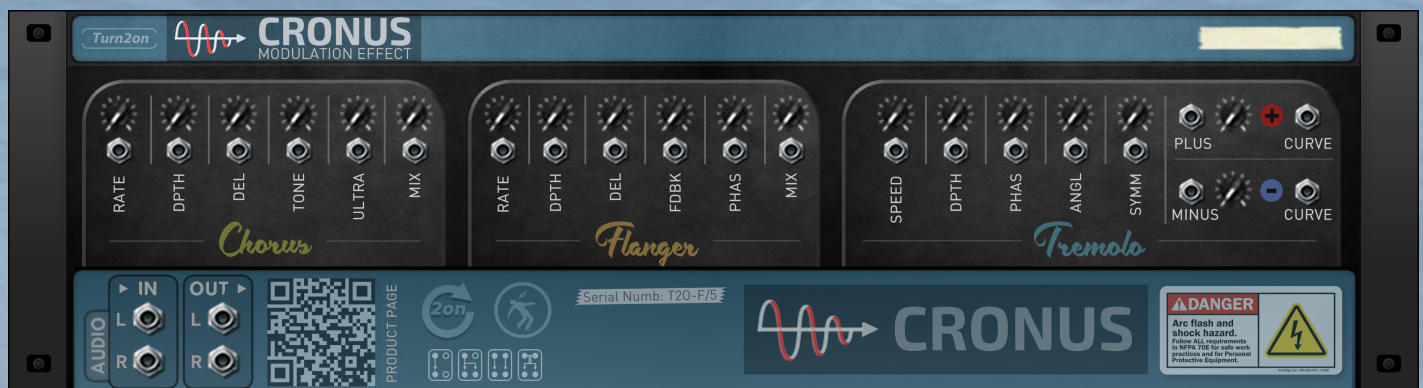 Turn2on
CRONUS
MODULATION EFFECT
RATE
DPTH
DEL
TONE
ULTRA
MIX
Chorus
RATE
DPTH
DEL
FDBK
PHAS
MIX
Flanger
SPEED
DPTH
PHAS
ANGL
SYMM
PLUS
+
CURVE
MINUS
-
CURVE
Tremolo
AUDIO
IN
L
R
OUT
L
R
PRODUCT PAGE
2on
Serial Numb: T2O-F/5
CRONUS
DANGER
Arc flash and
shock hazard.
Follow ALL requirements
in NFPA 70E for safe work
practices and for Personal
Protective Equipment.